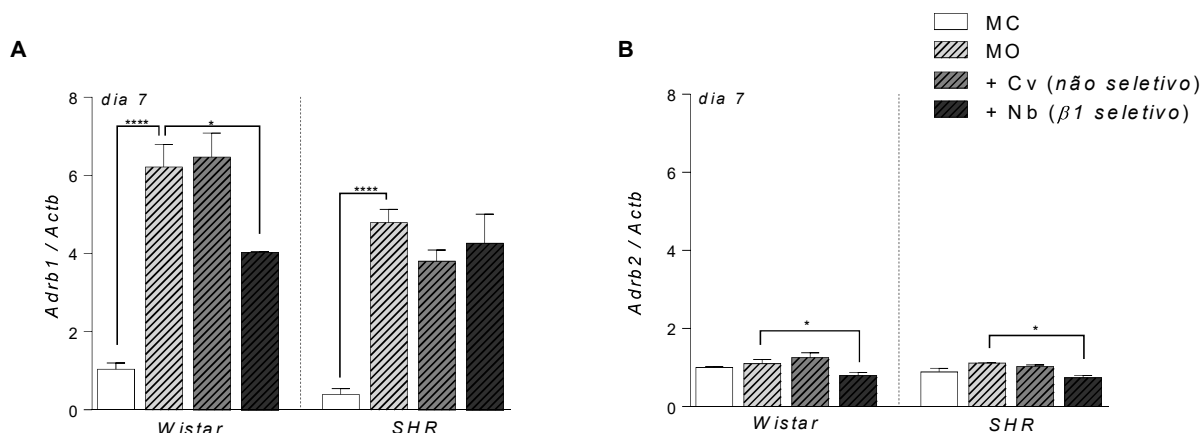 A
dia 7
****
*
****
Adrb1 / Actb
8
6
4
2
0
Wistar
SHR
B
dia 7
*
*
Adrb2 / Actb
8
6
4
2
0
Wistar
SHR
MC
MO
+ Cv (não seletivo)
+ Nb (β1 seletivo)